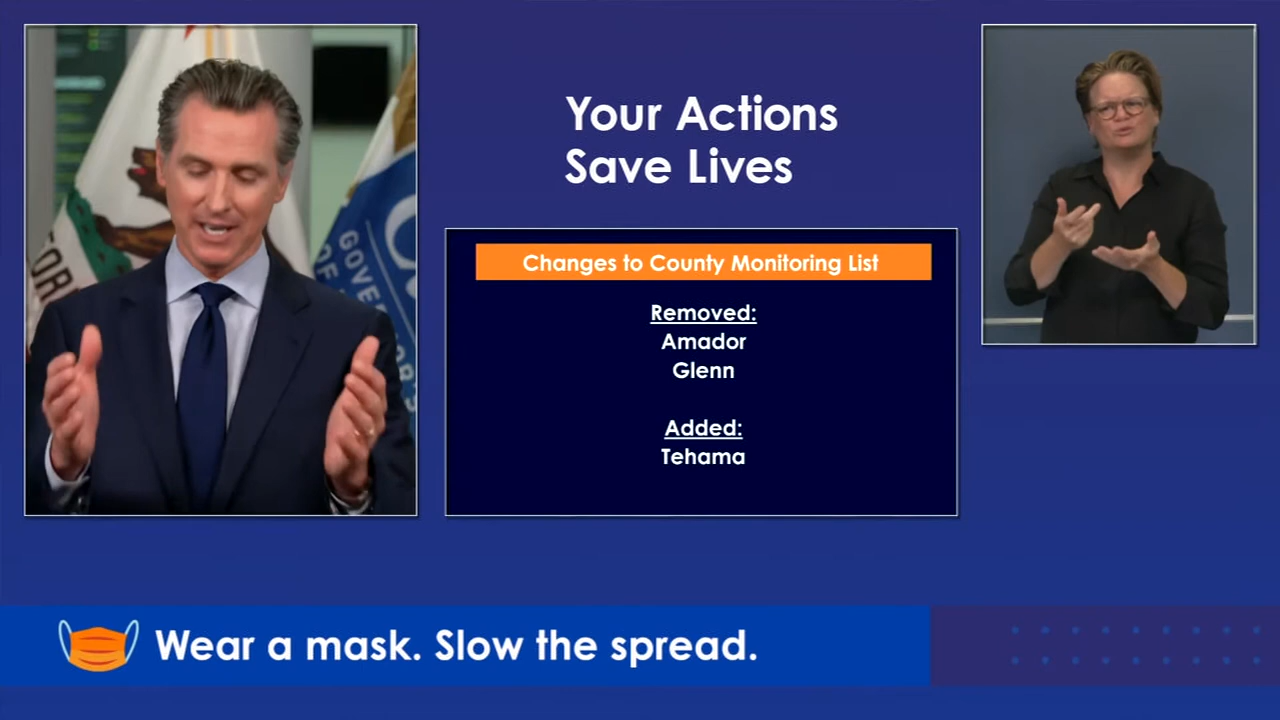 Your Actions
Save Lives
Changes to County Monitoring List
Removed:
Amador
Glenn
Added:
Tehama
Wear a mask. Slow the spread.